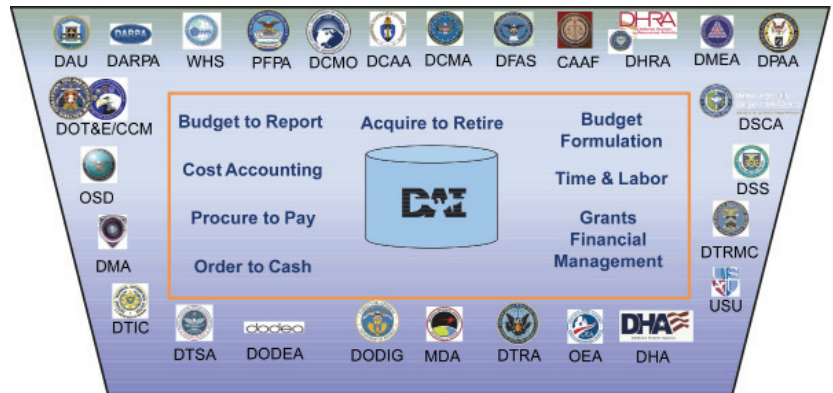 DARPA
DHRA
DAU DARPA WHS PFPA DCMO DCAA DCMA DFAS CAAF DHRA DMEA DPAA
DOT&E/CCM
DSCA
OSD
DSS
DMA
DTRMC
DTIC
USU
Budget to Report
Acquire to Retire
Budget
Formulation
Cost Accounting
Time & Labor
DAI
Procure to Pay
Grants
Financial
Management
Order to Cash
dodea
DHA
DTSA DODEA DODIG MDA DTRA OEA DHA